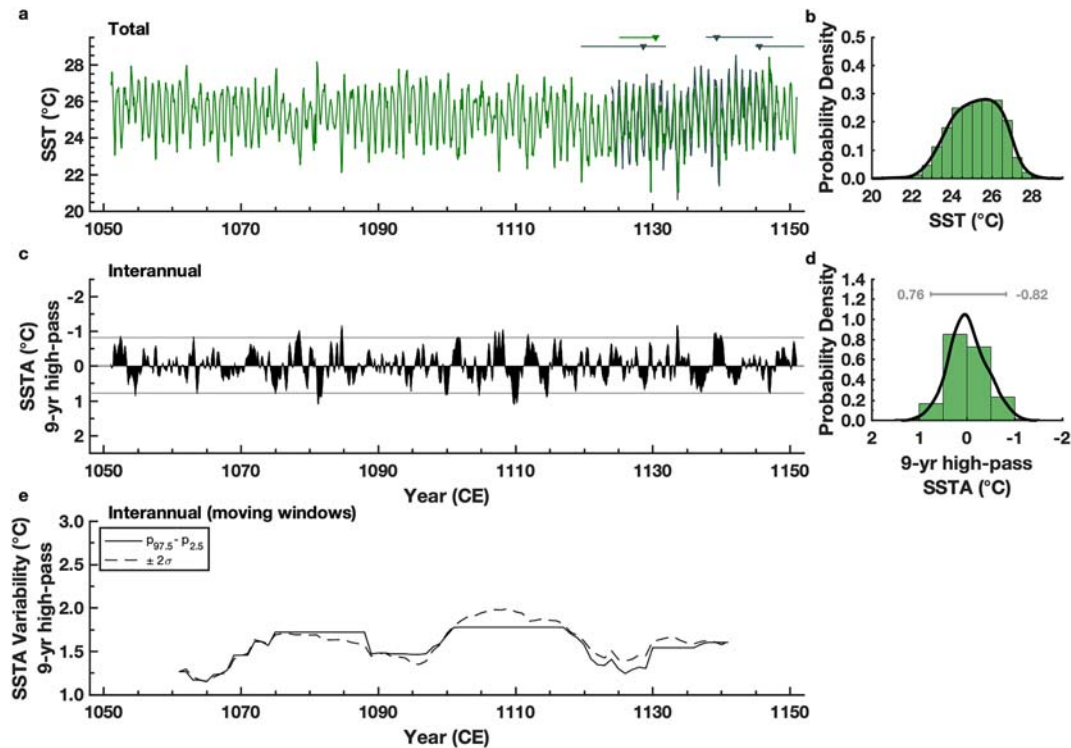 a
Total
SST (°C)
28
26
24
22
20
1050
1070
1090
1110
1130
1150
b
Probability Density
0.5
0.4
0.3
0.2
0.1
0.0
20
22
24
26
28
SST (°C)
c
Interannual
SSTA (°C)
9-yr high-pass
-2
-1
0
1
2
1050
1070
1090
1110
1130
1150
Year (CE)
d
Probability Density
1.4
1.2
1.0
0.8
0.6
0.4
0.2
0.0
0.76
-0.82
2
1
0
-1
-2
9-yr high-pass
SSTA (°C)
e
Interannual (moving windows)
p97.5 - p2.5
± 2σ
SSTA Variability (°C)
9-yr high-pass
3.0
2.5
2.0
1.5
1.0
1050
1070
1090
1110
1130
1150
Year (CE)